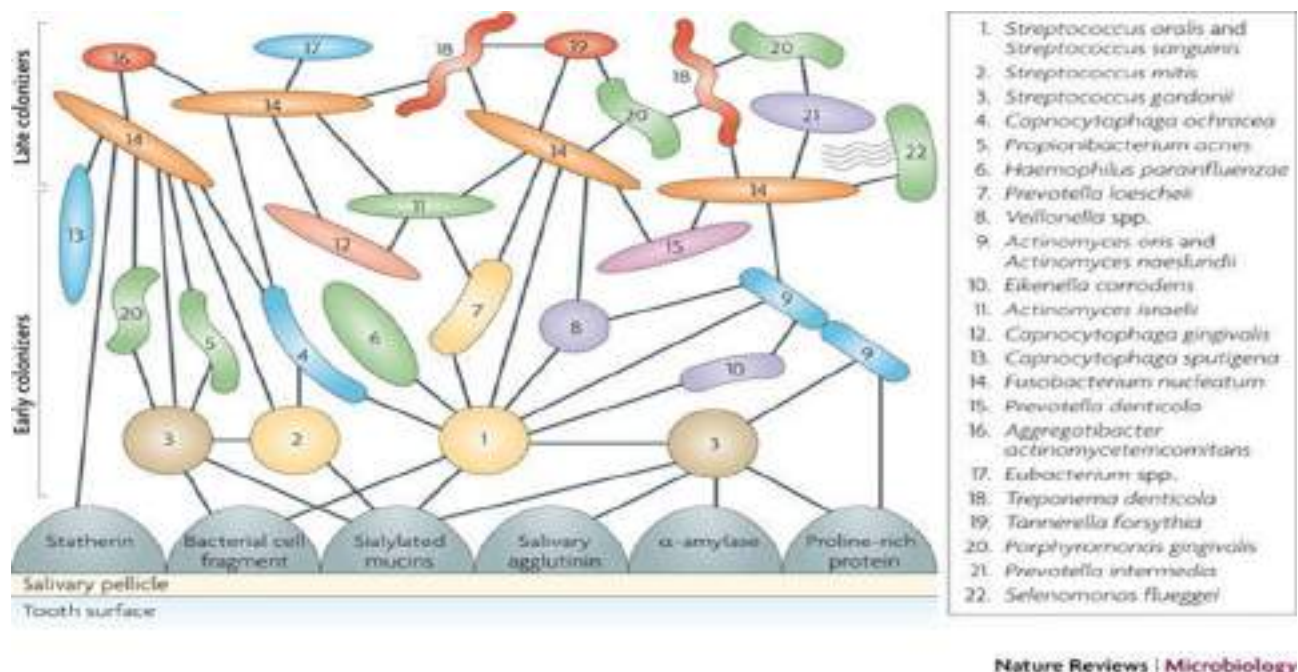 Late colonizers
Early colonizers
16
17
18
19
20
18
14
14
20
21
22
14
13
11
14
12
15
20
5
4
6
7
8
9
9
10
3
2
1
3
Statherin
Bacterial cell
fragment
Sialylated
mucins
Salivary
agglutinin
α-amylase
Proline-rich
protein
Salivary pellicle
Tooth surface
1. Streptococcus oralis and
Streptococcus sanguinis
2. Streptococcus mitis
3. Streptococcus gordonii
4. Capnocytophaga ochracea
5. Propionibacterium acnes
6. Haemophilus parainfluenzae
7. Prevotella loescheii
8. Veillonella spp.
9. Actinomyces oris and
Actinomyces naeslundii
10. Eikenella corrodens
11. Actinomyces israelii
12. Capnocytophaga gingivalis
13. Capnocytophaga sputigena
14. Fusobacterium nucleatum
15. Prevotella denticola
16. Aggregatibacter
actinomycetemcomitans
17. Eubacterium spp.
18. Treponema denticola
19. Tannerella forsythia
20. Porphyromonas gingivalis
21. Prevotella intermedia
22. Selenomonas flueggei
Nature Reviews | Microbiology